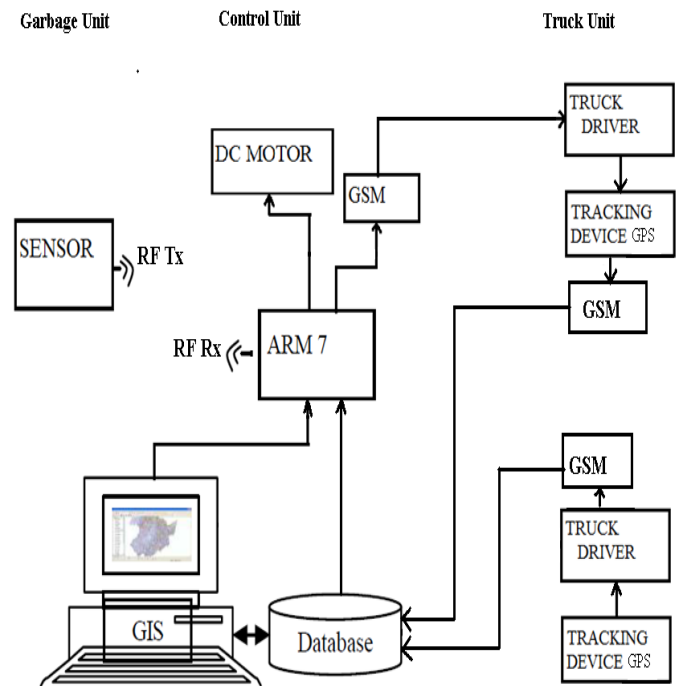 Garbage Unit
Control Unit
Truck Unit
TRUCK
DRIVER
DC MOTOR
GSM
TRACKING
DEVICE GPS
SENSOR
RF Tx
GSM
RF Rx
ARM 7
GSM
TRUCK
DRIVER
GIS
Database
TRACKING
DEVICE GPS